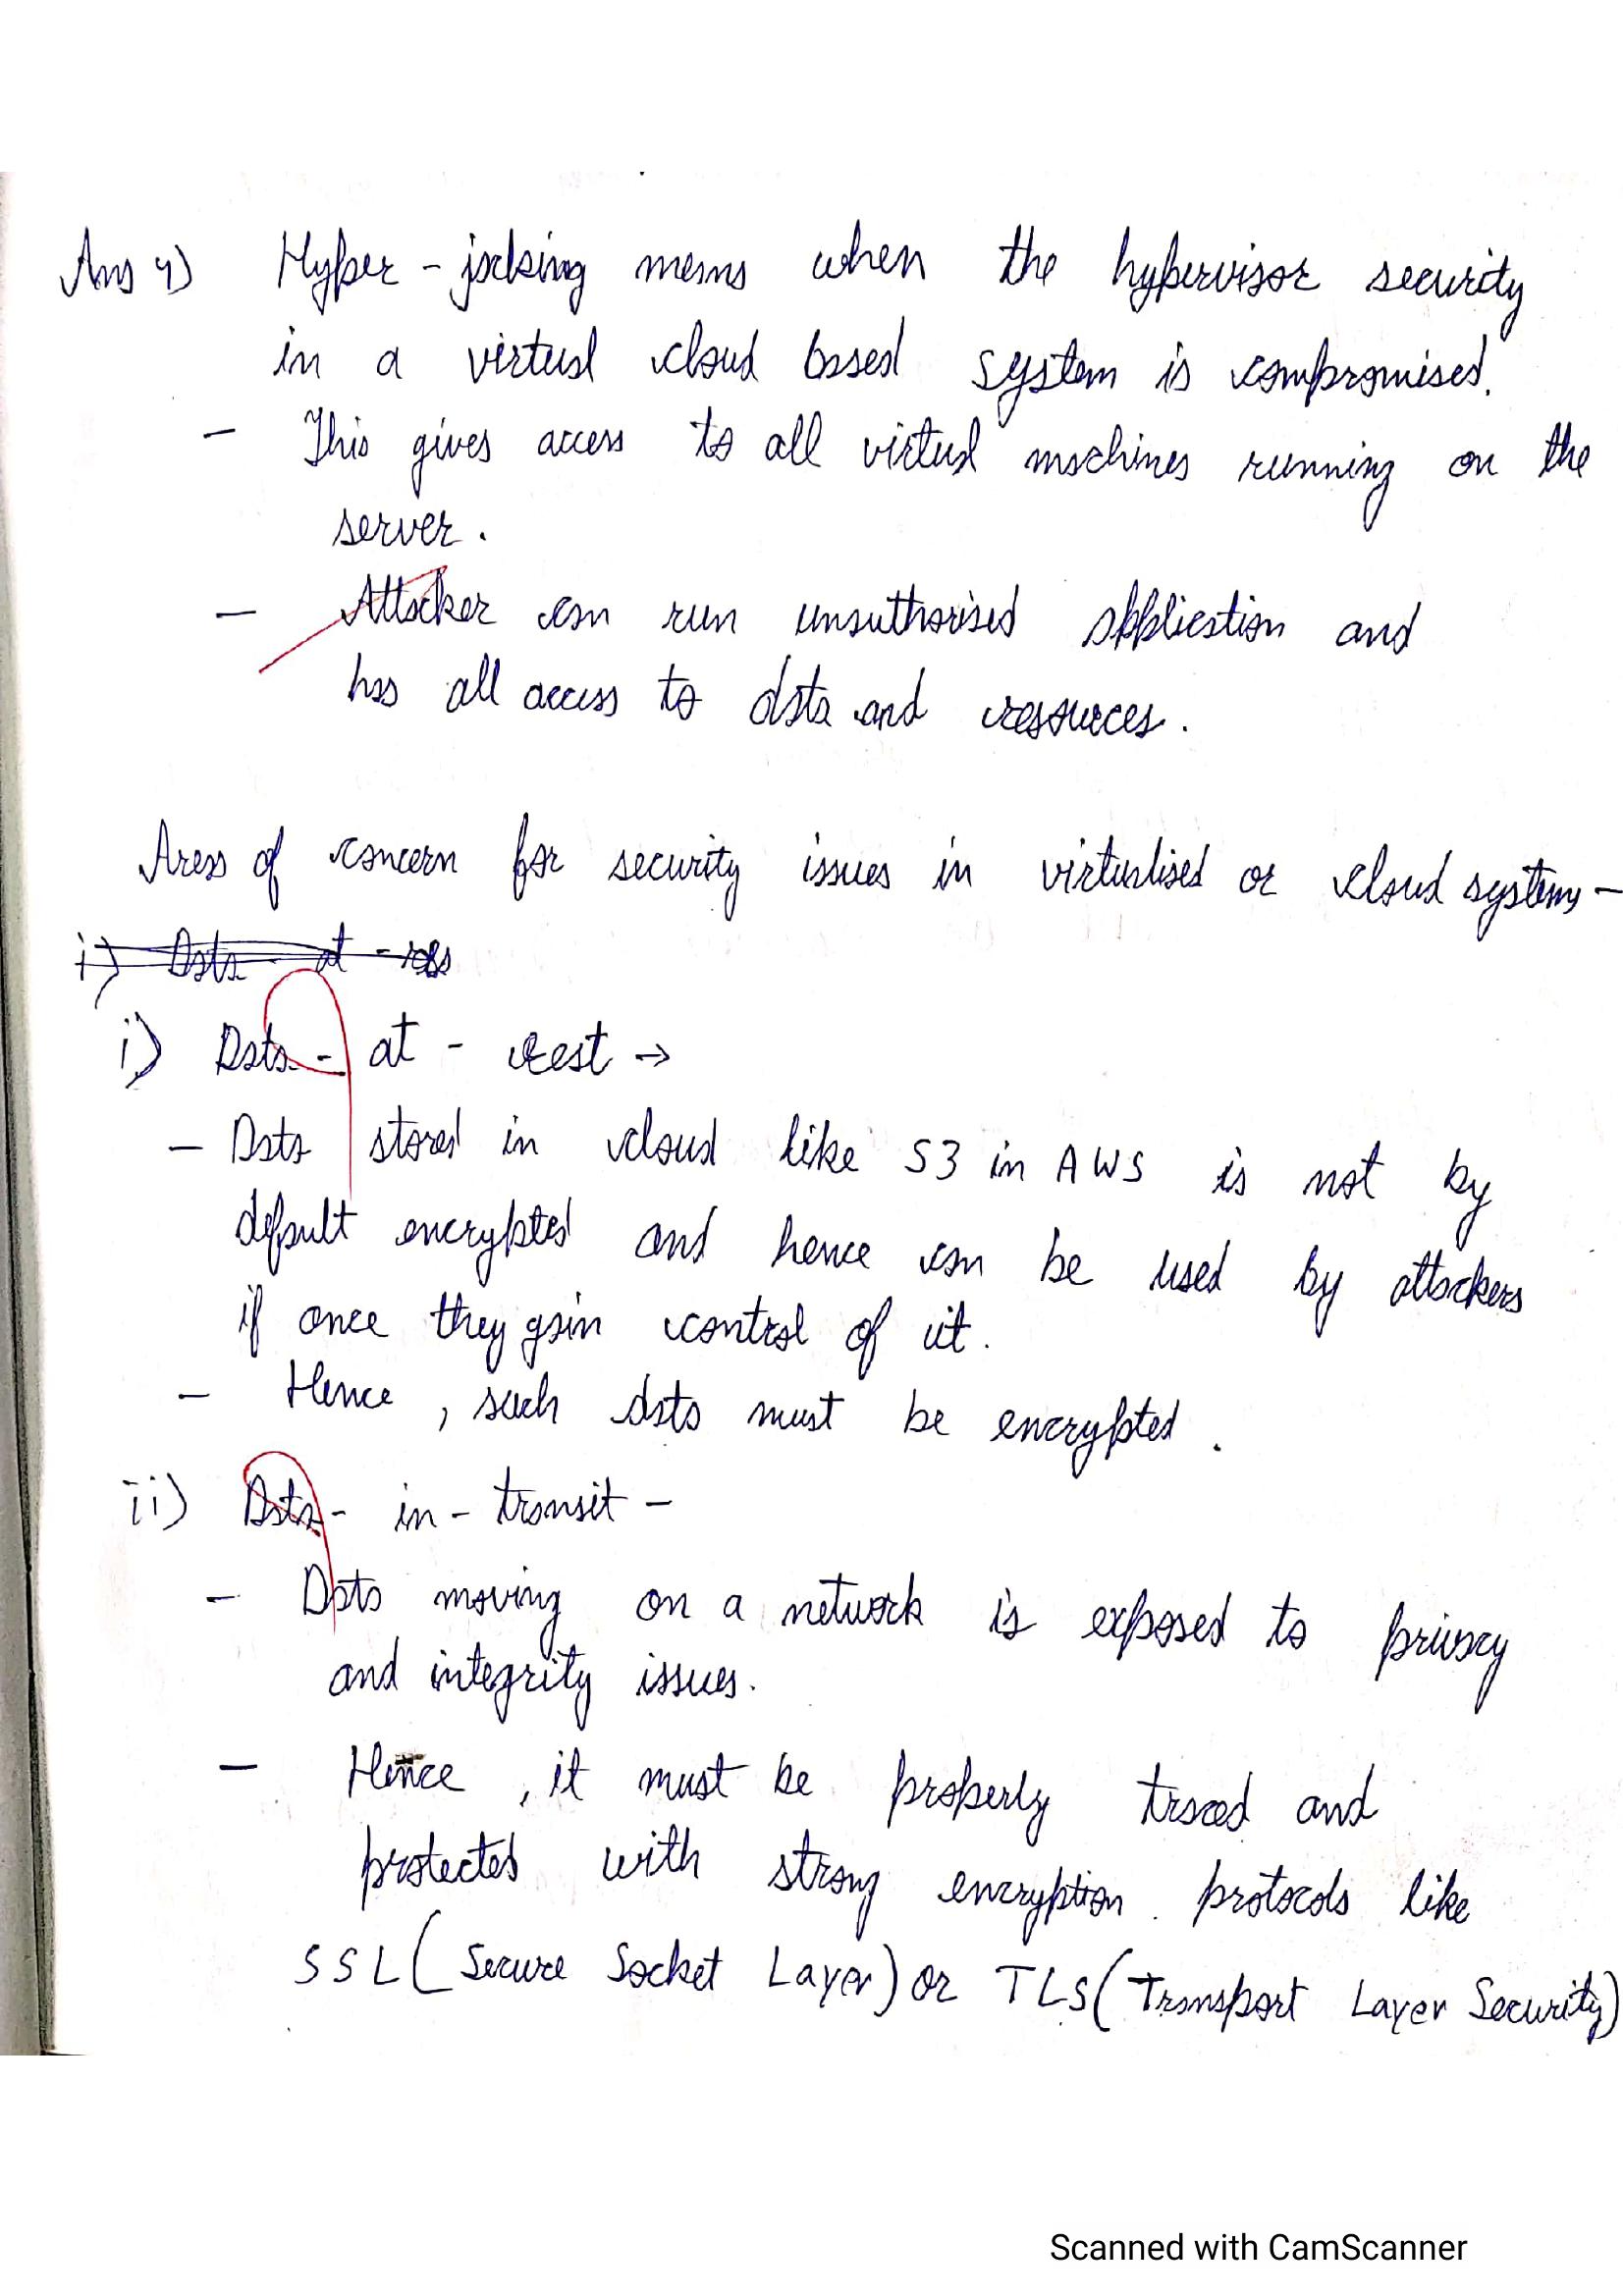 Ans 4) Hyper-jacking means when the hypervisor security
in a virtual cloud based system is compromised.
- This gives access to all virtual machines running on the
server.
- Attacker can run unauthorised application and
has all access to data and resources.
Areas of concern for security issues in virtualised or cloud systems -
i) Data - at - res
i) Data - at - rest →
- Data stored in cloud like S3 in AWS is not by
default encrypted and hence can be used by attackers
if once they gain control of it.
- Hence, such data must be encrypted.
ii) Data - in - transit -
- Data moving on a network is exposed to privacy
and integrity issues.
- Hence, it must be properly traced and
protected with strong encryption protocols like
SSL (Secure Socket Layer) or TLS (Transport Layer Security)
Scanned with CamScanner